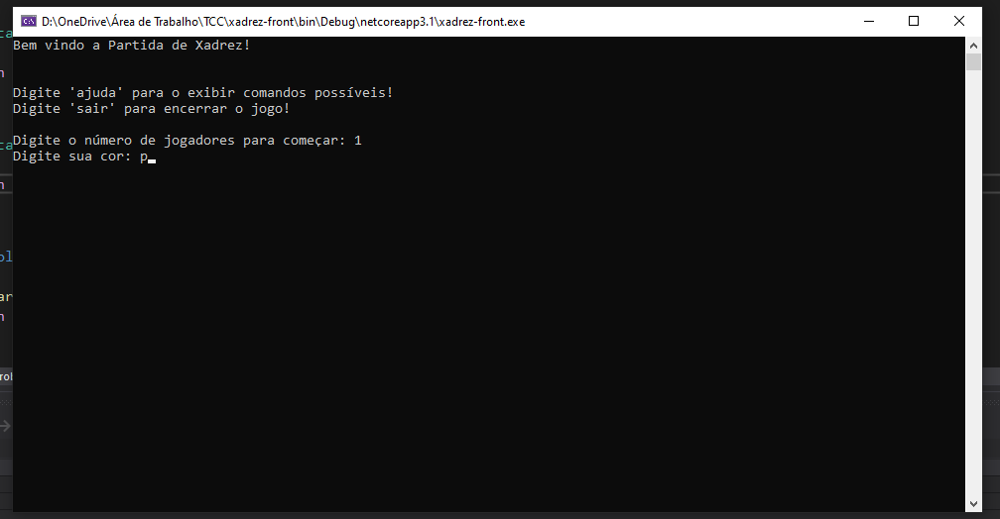 D:\OneDrive\Área de Trabalho\TCC\xadrez-front\bin\Debug\netcoreapp3.1\xadrez-front.exe
Bem vindo a Partida de Xadrez!
Digite 'ajuda' para o exibir comandos possíveis!
Digite 'sair' para encerrar o jogo!
Digite o número de jogadores para começar: 1
Digite sua cor: p